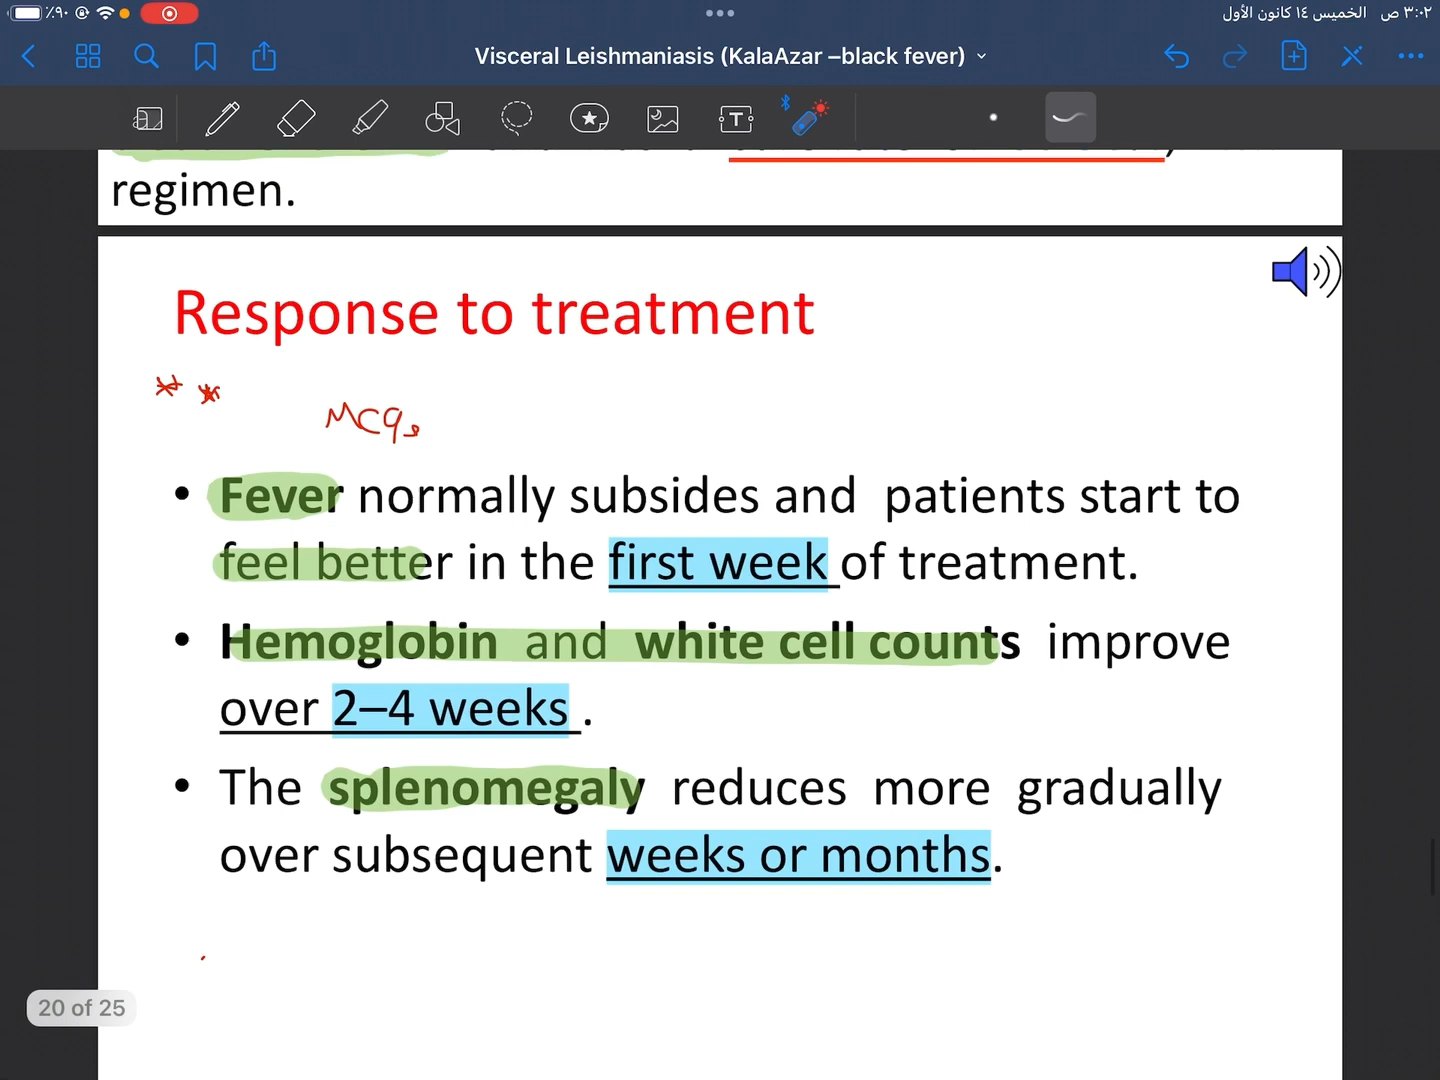 ٪٩٠
٣:٠٢ ص الخميس ١٤ كانون الأول
Visceral Leishmaniasis (KalaAzar –black fever)
regimen.
Response to treatment
* *
MCQs
• Fever normally subsides and patients start to
feel better in the first week of treatment.
• Hemoglobin and white cell counts improve
over 2–4 weeks .
• The splenomegaly reduces more gradually
over subsequent weeks or months.
20 of 25